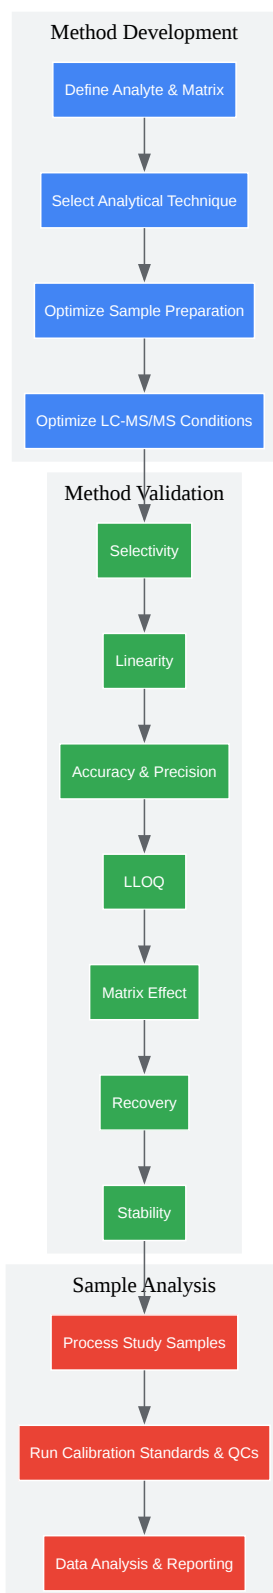 Method Development
Define Analyte & Matrix
Select Analytical Technique
Optimize Sample Preparation
Optimize LC-MS/MS Conditions
Method Validation
Selectivity
Linearity
Accuracy & Precision
LLOQ
Matrix Effect
Recovery
Stability
Sample Analysis
Process Study Samples
Run Calibration Standards & QCs
Data Analysis & Reporting